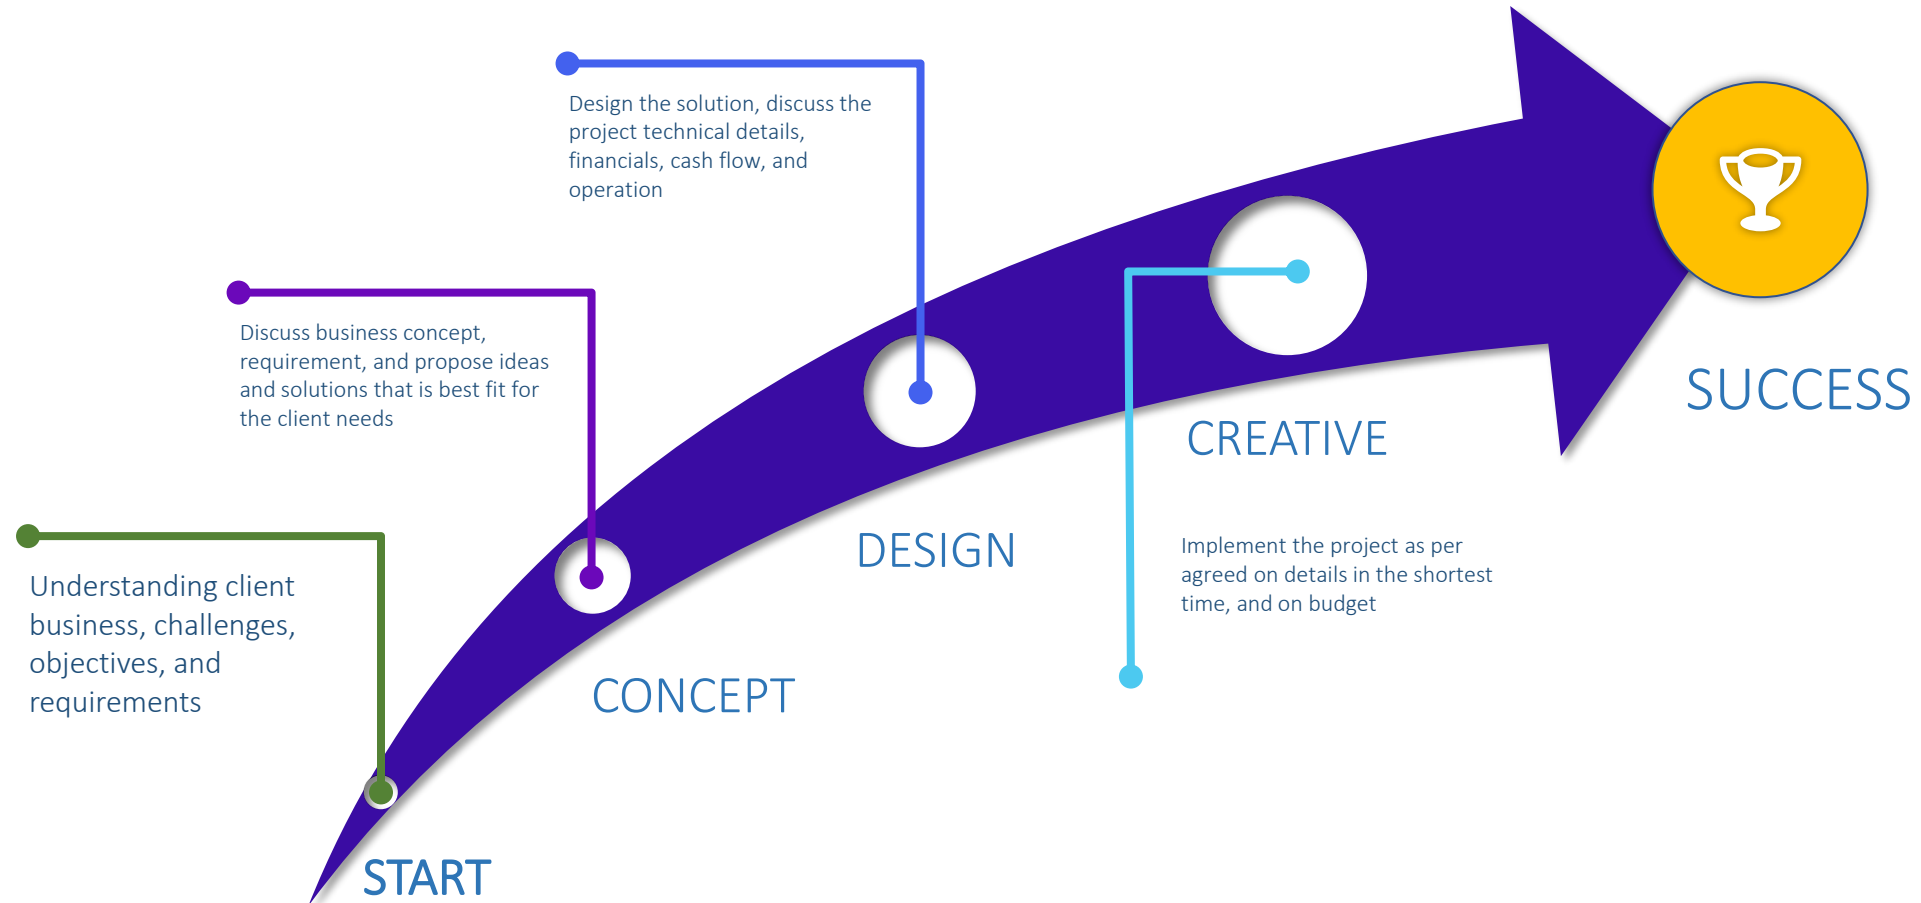 Design the solution, discuss the
project technical details,
financials, cash flow, and
operation
Discuss business concept,
requirement, and propose ideas
and solutions that is best fit for
the client needs
SUCCESS
CREATIVE
DESIGN
Implement the project as per
agreed on details in the shortest
time, and on budget
Understanding client
business, challenges,
objectives, and
requirements
CONCEPT
START